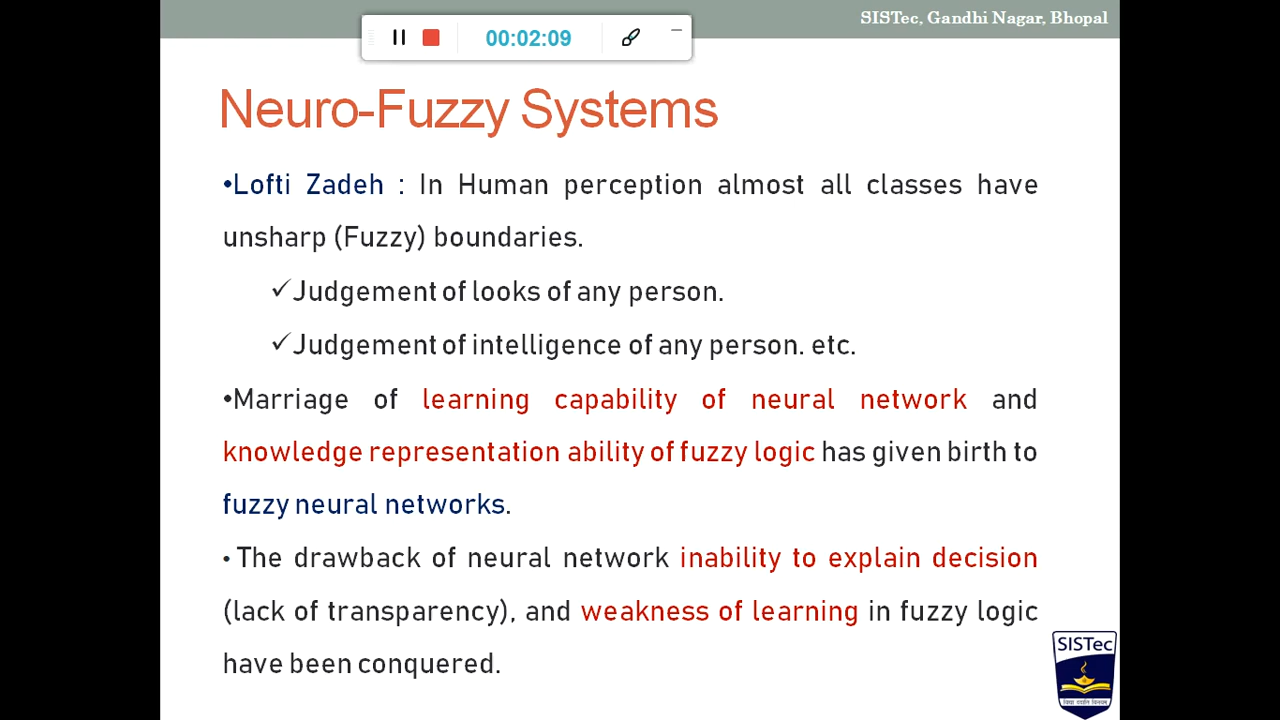 SISTec, Gandhi Nagar, Bhopal
00:02:09
Neuro-Fuzzy Systems
•Lofti Zadeh : In Human perception almost all classes have
unsharp (Fuzzy) boundaries.
✓Judgement of looks of any person.
✓Judgement of intelligence of any person. etc.
•Marriage of learning capability of neural network and
knowledge representation ability of fuzzy logic has given birth to
fuzzy neural networks.
• The drawback of neural network inability to explain decision
(lack of transparency), and weakness of learning in fuzzy logic
have been conquered.
SISTec